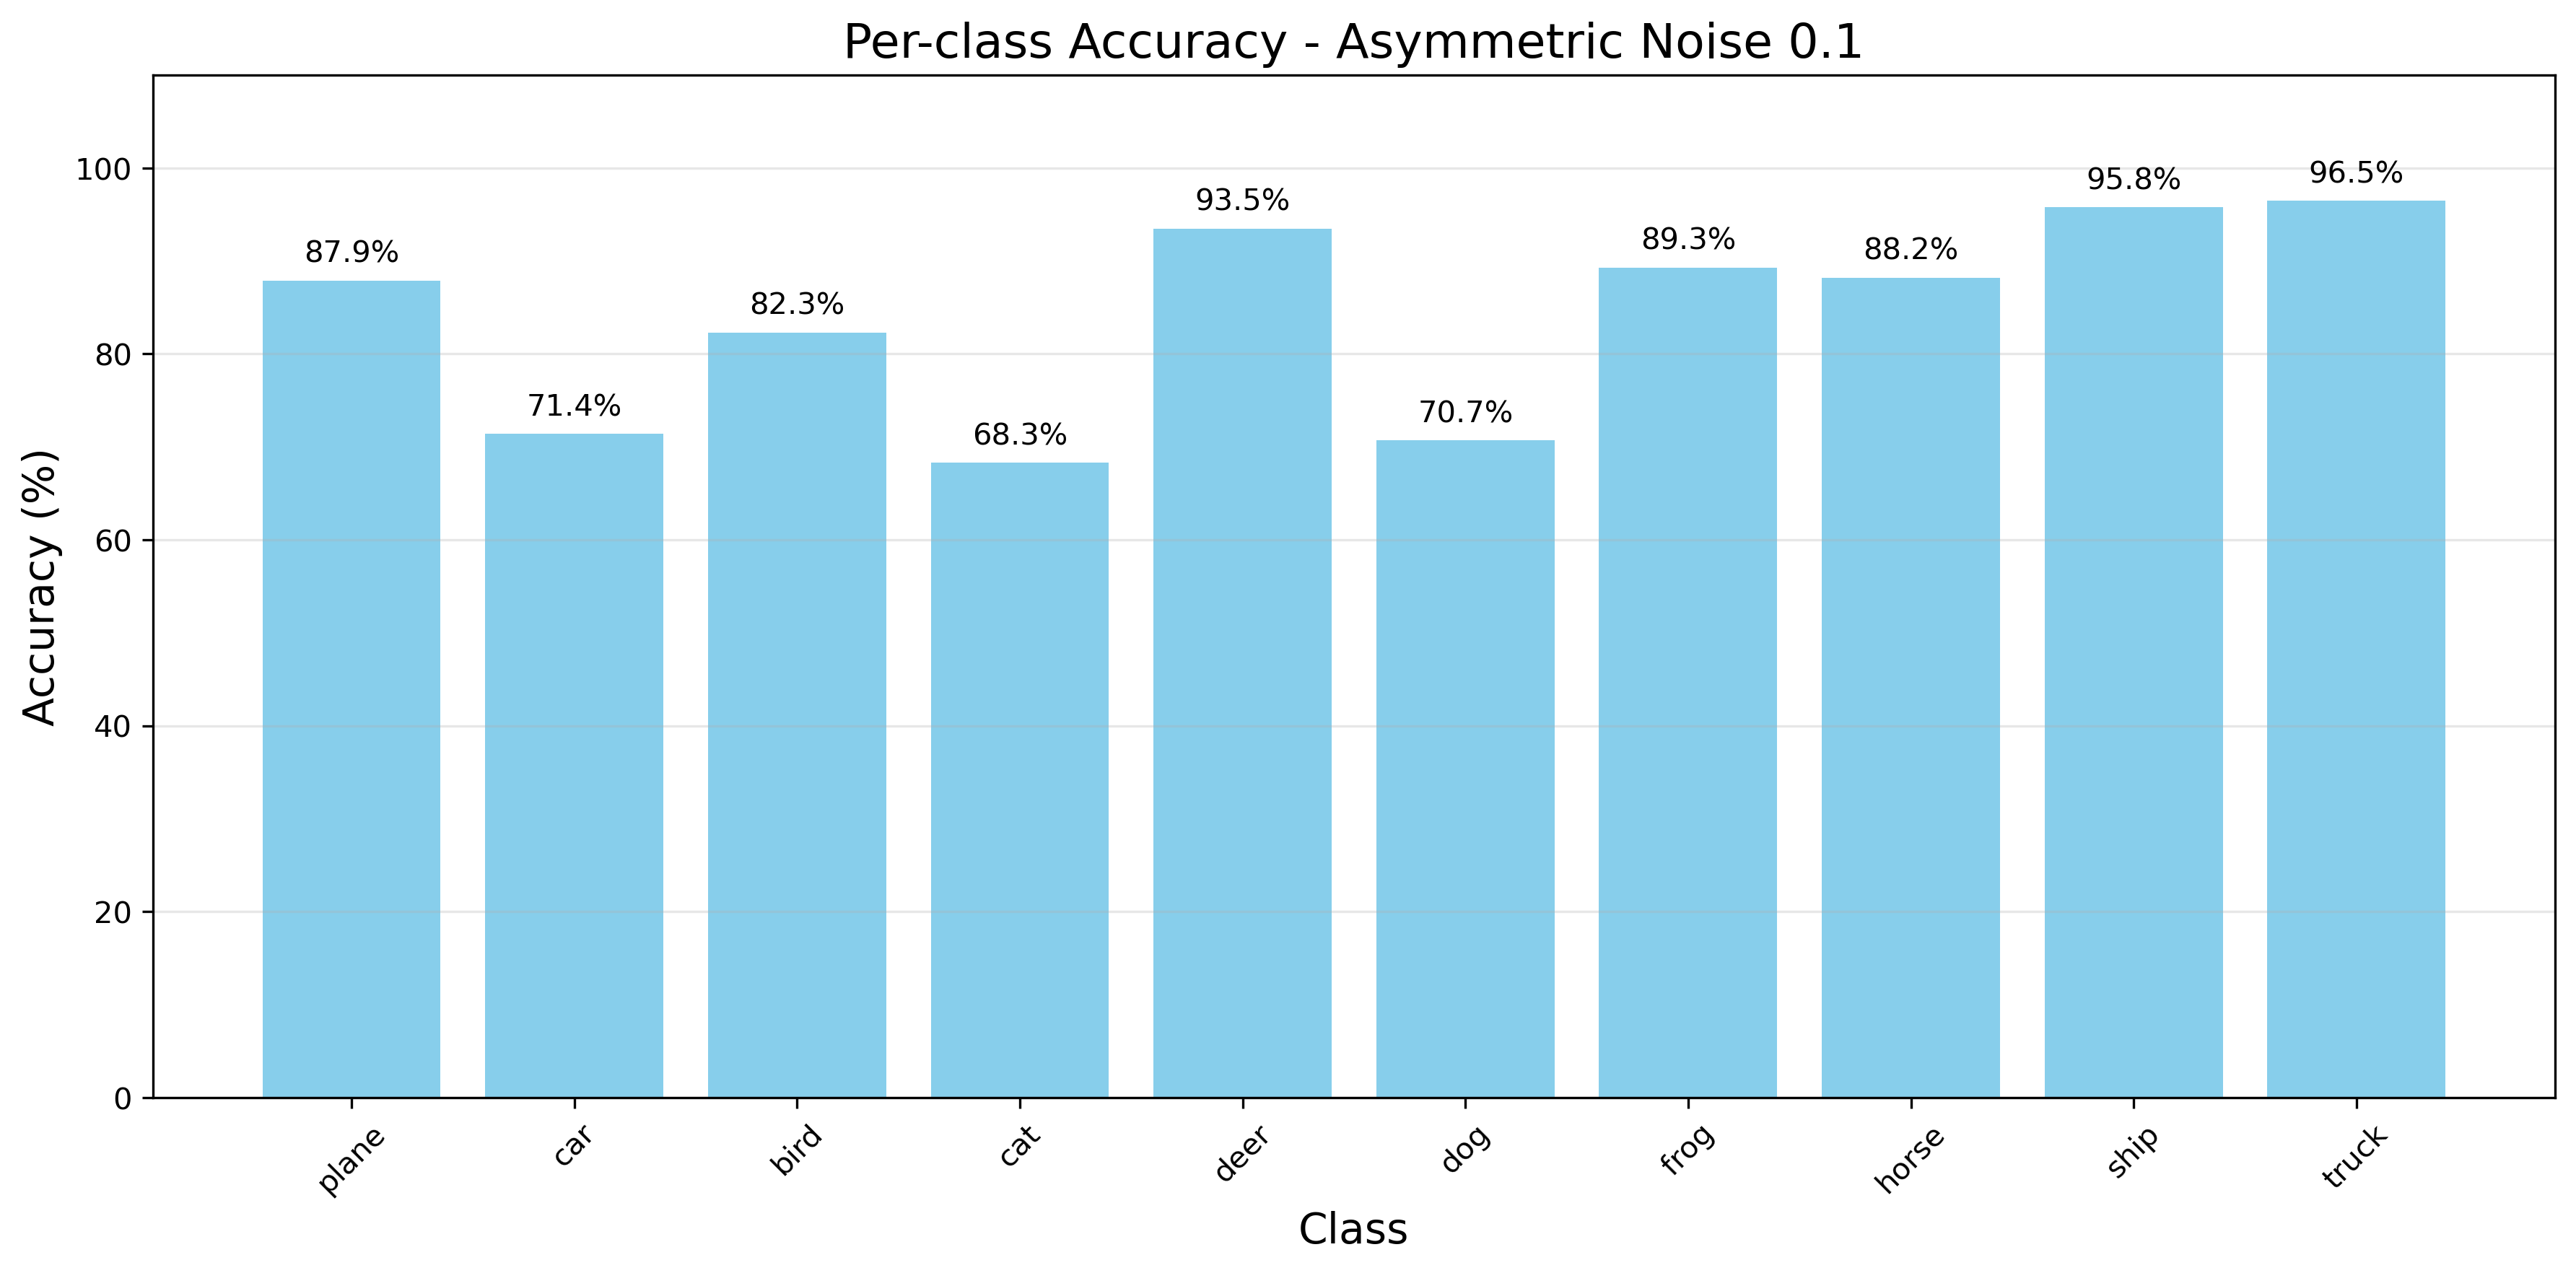 Per-class Accuracy - Asymmetric Noise 0.1
Accuracy (%)
100
80
60
40
20
0
87.9%
71.4%
82.3%
68.3%
93.5%
70.7%
89.3%
88.2%
95.8%
96.5%
plane
car
bird
cat
deer
dog
frog
horse
ship
truck
Class